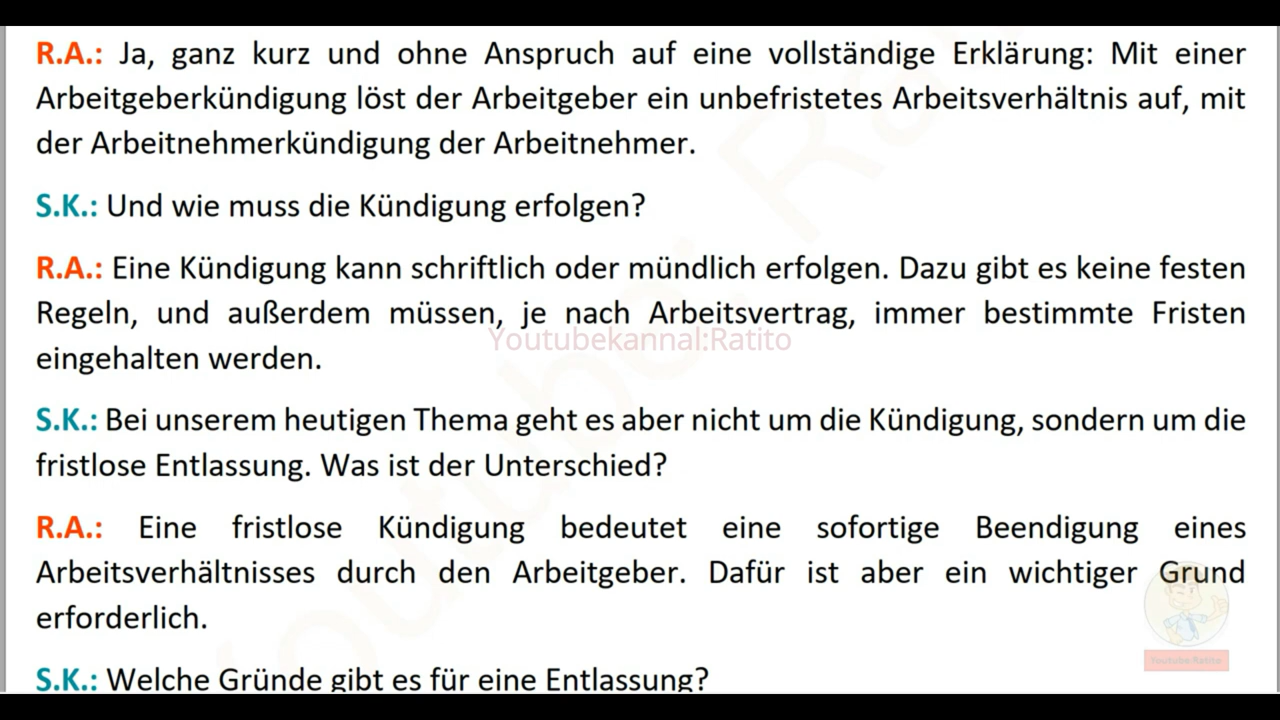 R.A.: Ja, ganz kurz und ohne Anspruch auf eine vollständige Erklärung: Mit einer
Arbeitgeberkündigung löst der Arbeitgeber ein unbefristetes Arbeitsverhältnis auf, mit
der Arbeitnehmerkündigung der Arbeitnehmer.
S.K.: Und wie muss die Kündigung erfolgen?
R.A.: Eine Kündigung kann schriftlich oder mündlich erfolgen. Dazu gibt es keine festen
Regeln, und außerdem müssen, je nach Arbeitsvertrag, immer bestimmte Fristen
Youtubekannal:Ratito
eingehalten werden.
S.K.: Bei unserem heutigen Thema geht es aber nicht um die Kündigung, sondern um die
fristlose Entlassung. Was ist der Unterschied?
R.A.: Eine fristlose Kündigung bedeutet eine sofortige Beendigung eines
Arbeitsverhältnisses durch den Arbeitgeber. Dafür ist aber ein wichtiger Grund
erforderlich.
Youtube:Ratito
S.K.: Welche Gründe gibt es für eine Entlassung?